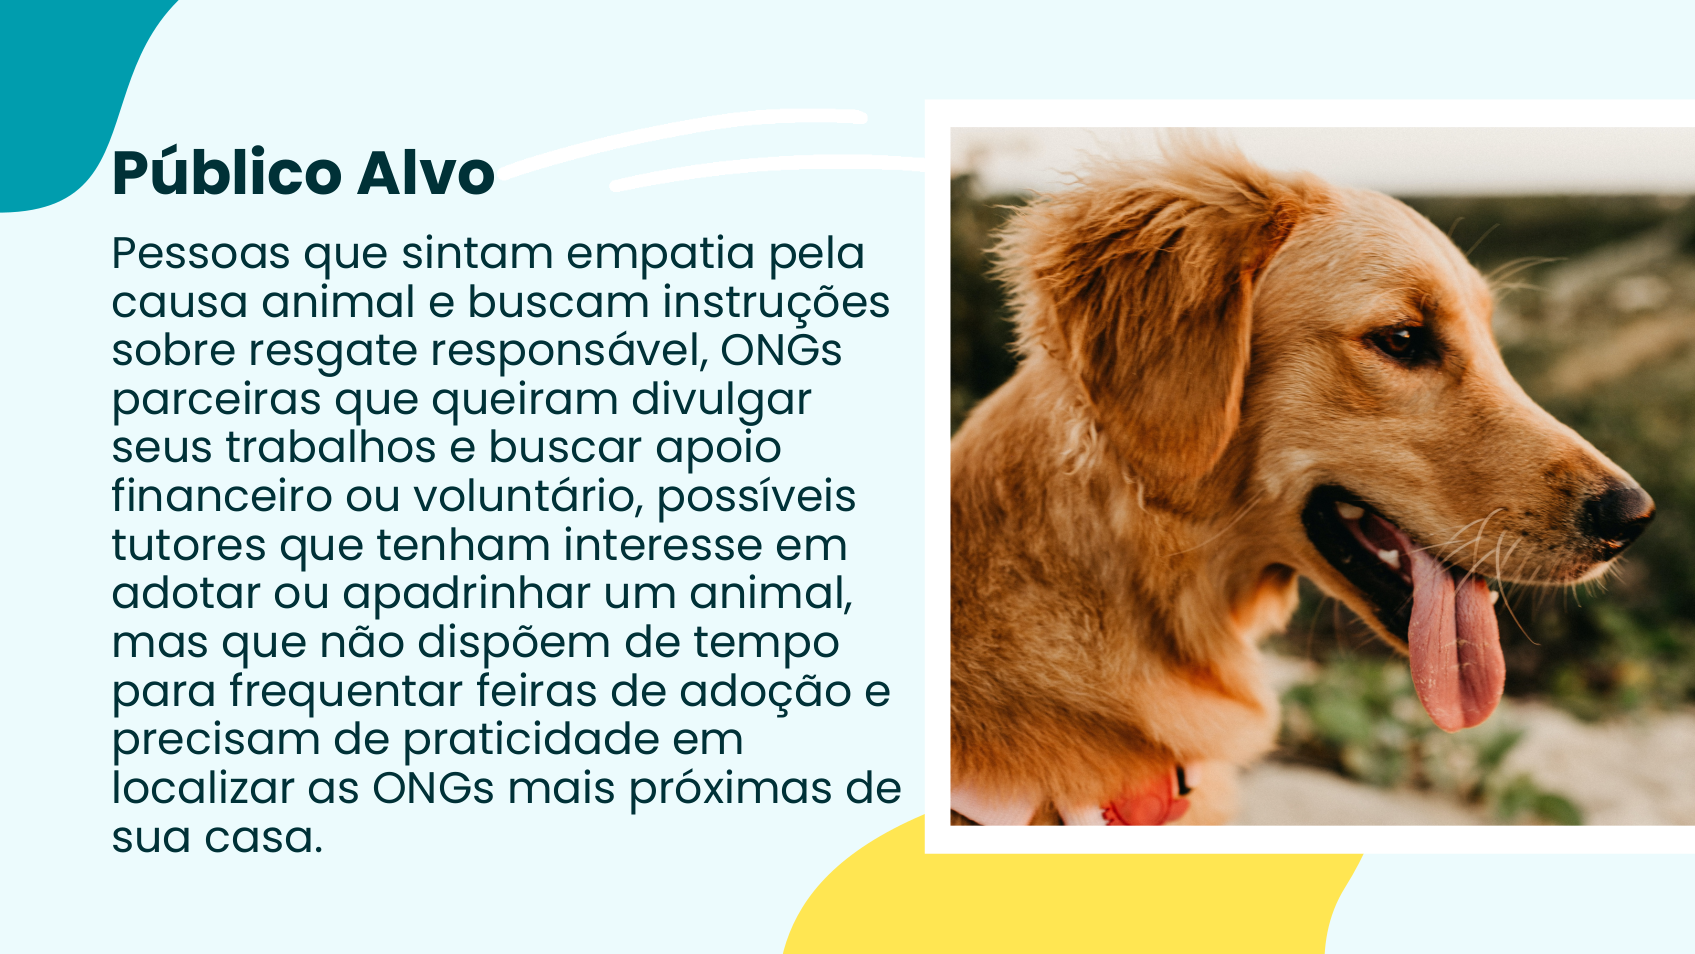 Público Alvo
Pessoas que sintam empatia pela
causa animal e buscam instruções
sobre resgate responsável, ONGs
parceiras que queiram divulgar
seus trabalhos e buscar apoio
financeiro ou voluntário, possíveis
tutores que tenham interesse em
adotar ou apadrinhar um animal,
mas que não dispõem de tempo
para frequentar feiras de adoção e
precisam de praticidade em
localizar as ONGs mais próximas de
sua casa.